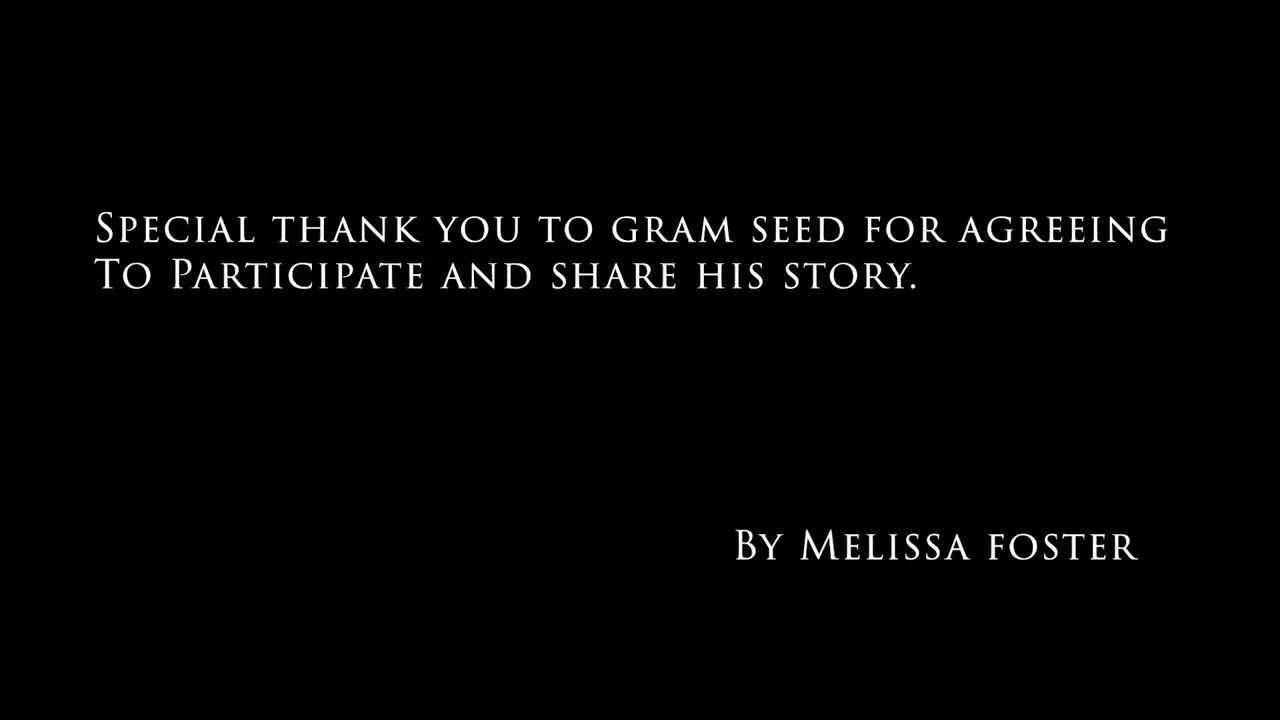 Special thank you to gram seed for agreeing
To Participate and share his story.
By Melissa foster